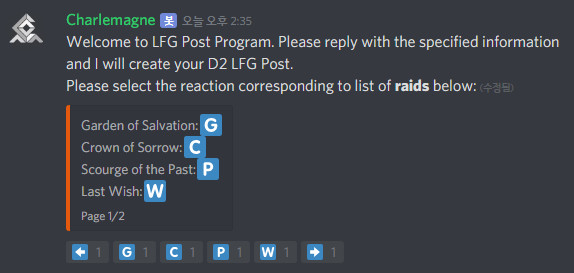 Charlemagne 봇 오늘 오후 2:35
Welcome to LFG Post Program. Please reply with the specified information
and I will create your D2 LFG Post.
Please select the reaction corresponding to list of raids below: (수정됨)
Garden of Salvation: G
Crown of Sorrow: C
Scourge of the Past: P
Last Wish: W
Page 1/2
← 1 G 1 C 1 P 1 W 1 → 1